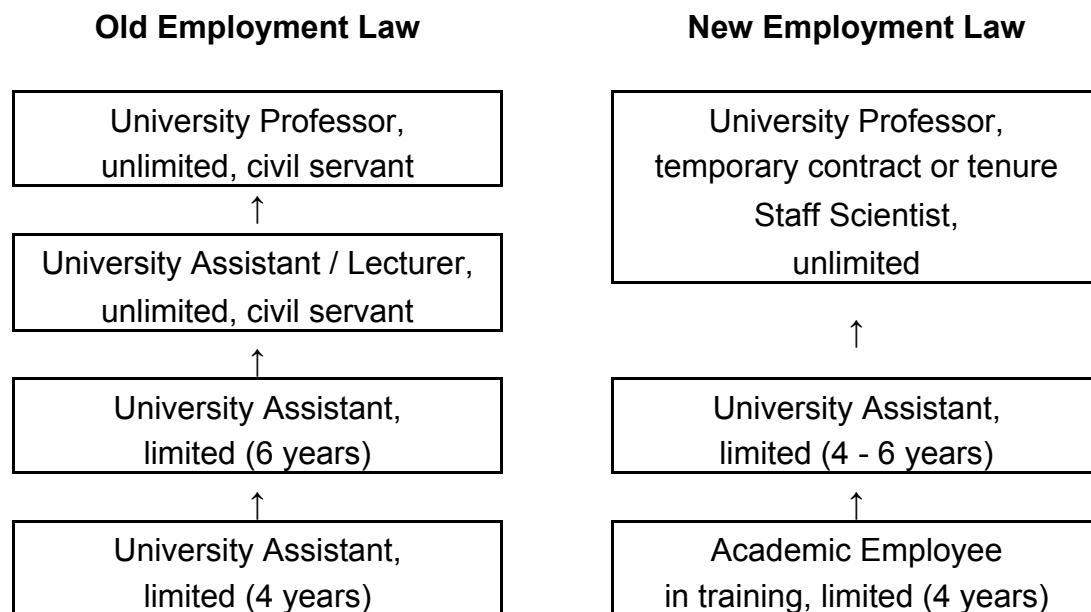 Old Employment Law
University Professor,
unlimited, civil servant
↑
University Assistant / Lecturer,
unlimited, civil servant
↑
University Assistant,
limited (6 years)
↑
University Assistant,
limited (4 years)
New Employment Law
University Professor,
temporary contract or tenure
Staff Scientist,
unlimited
↑
University Assistant,
limited (4 - 6 years)
↑
Academic Employee
in training, limited (4 years)